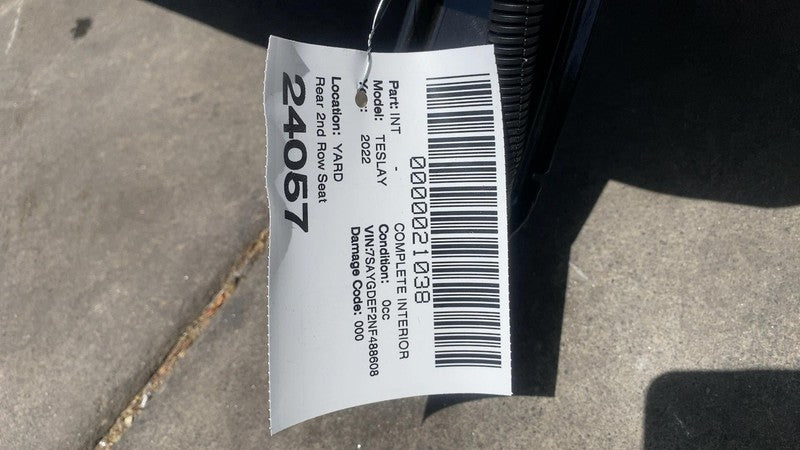 0000021038
Part: INT - COMPLETE INTERIOR
Model: TESLAY Condition: 0cc
2022 VIN:7SAYGDEF2NF488608
Damage Code: 000
Location: YARD
Rear 2nd Row Seat
24057